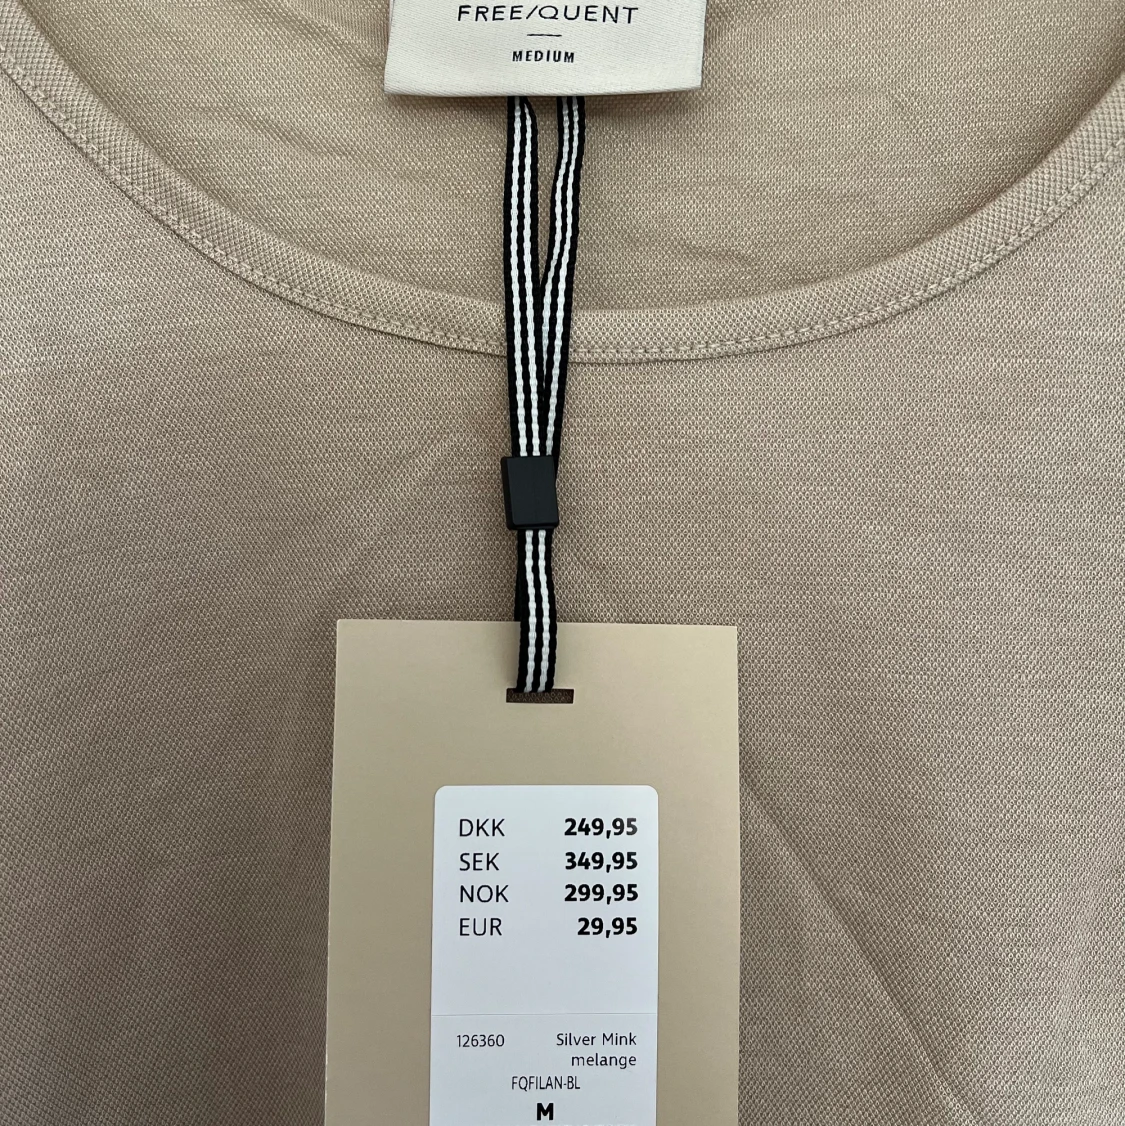 FREE/QUENT
MEDIUM
DKK 249,95
SEK 349,95
NOK 299,95
EUR 29,95
126360 Silver Mink
melange
FQFILAN-BL
M